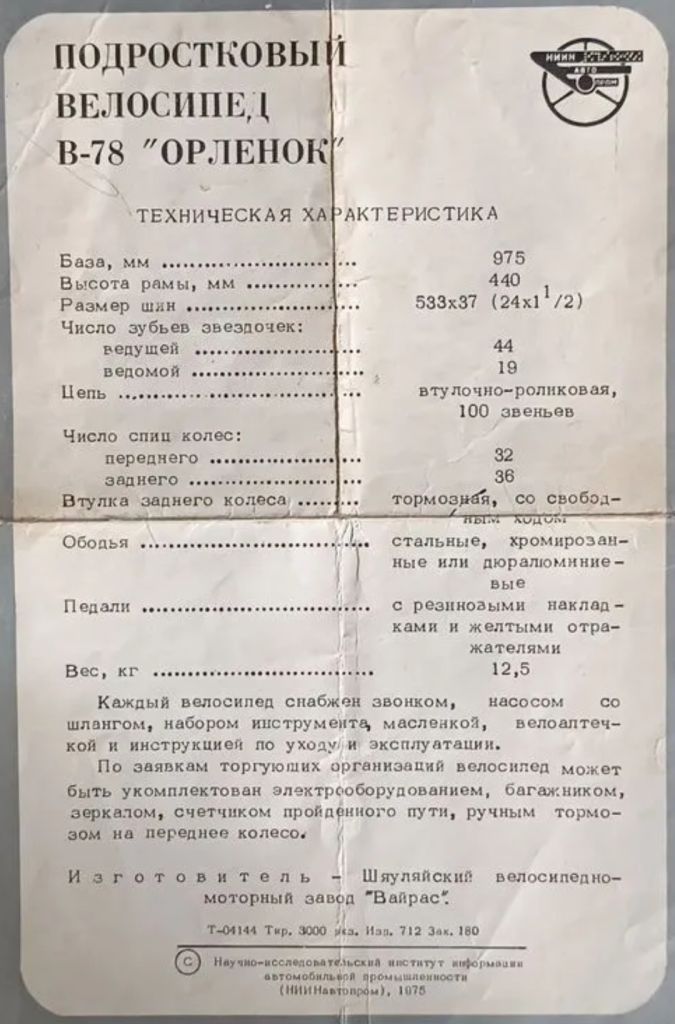 ПОДРОСТКОВЫЙ
ВЕЛОСИПЕД
В-78 "ОРЛЕНОК"
НИИН
АВТО
ПРОМ
ТЕХНИЧЕСКАЯ ХАРАКТЕРИСТИКА
База, мм ........................... 975
Высота рамы, мм ............... 440
Размер шин ...................... 533x37 (24x1 1/2)
Число зубьев звездочек:
ведущей ...................... 44
ведомой ...................... 19
Цепь ............................... втулочно-роликовая,
100 звеньев
Число спиц колес:
переднего .................... 32
заднего ....................... 36
Втулка заднего колеса ......... тормозная, со свобод-
ным ходом
Ободья ............................. стальные, хромирован-
ные или дюралюминие-
вые
Педали ............................. с резиновыми наклад-
ками и желтыми отра-
жателями
Вес, кг ............................. 12,5
Каждый велосипед снабжен звонком, насосом со
шлангом, набором инструмента, масленкой, велоаптеч-
кой и инструкцией по уходу и эксплуатации.
По заявкам торгующих организаций велосипед может
быть укомплектован электрооборудованием, багажником,
зеркалом, счетчиком пройденного пути, ручным тормо-
зом на переднее колесо.
Изготовитель - Шяуляйский велосипедно-
моторный завод "Вайрас".
Т-04144 Тир. 3000 экз. Изд. 712 Зак. 180
С Научно-исследовательский институт информации
автомобильной промышленности
(НИИНавтопром), 1975